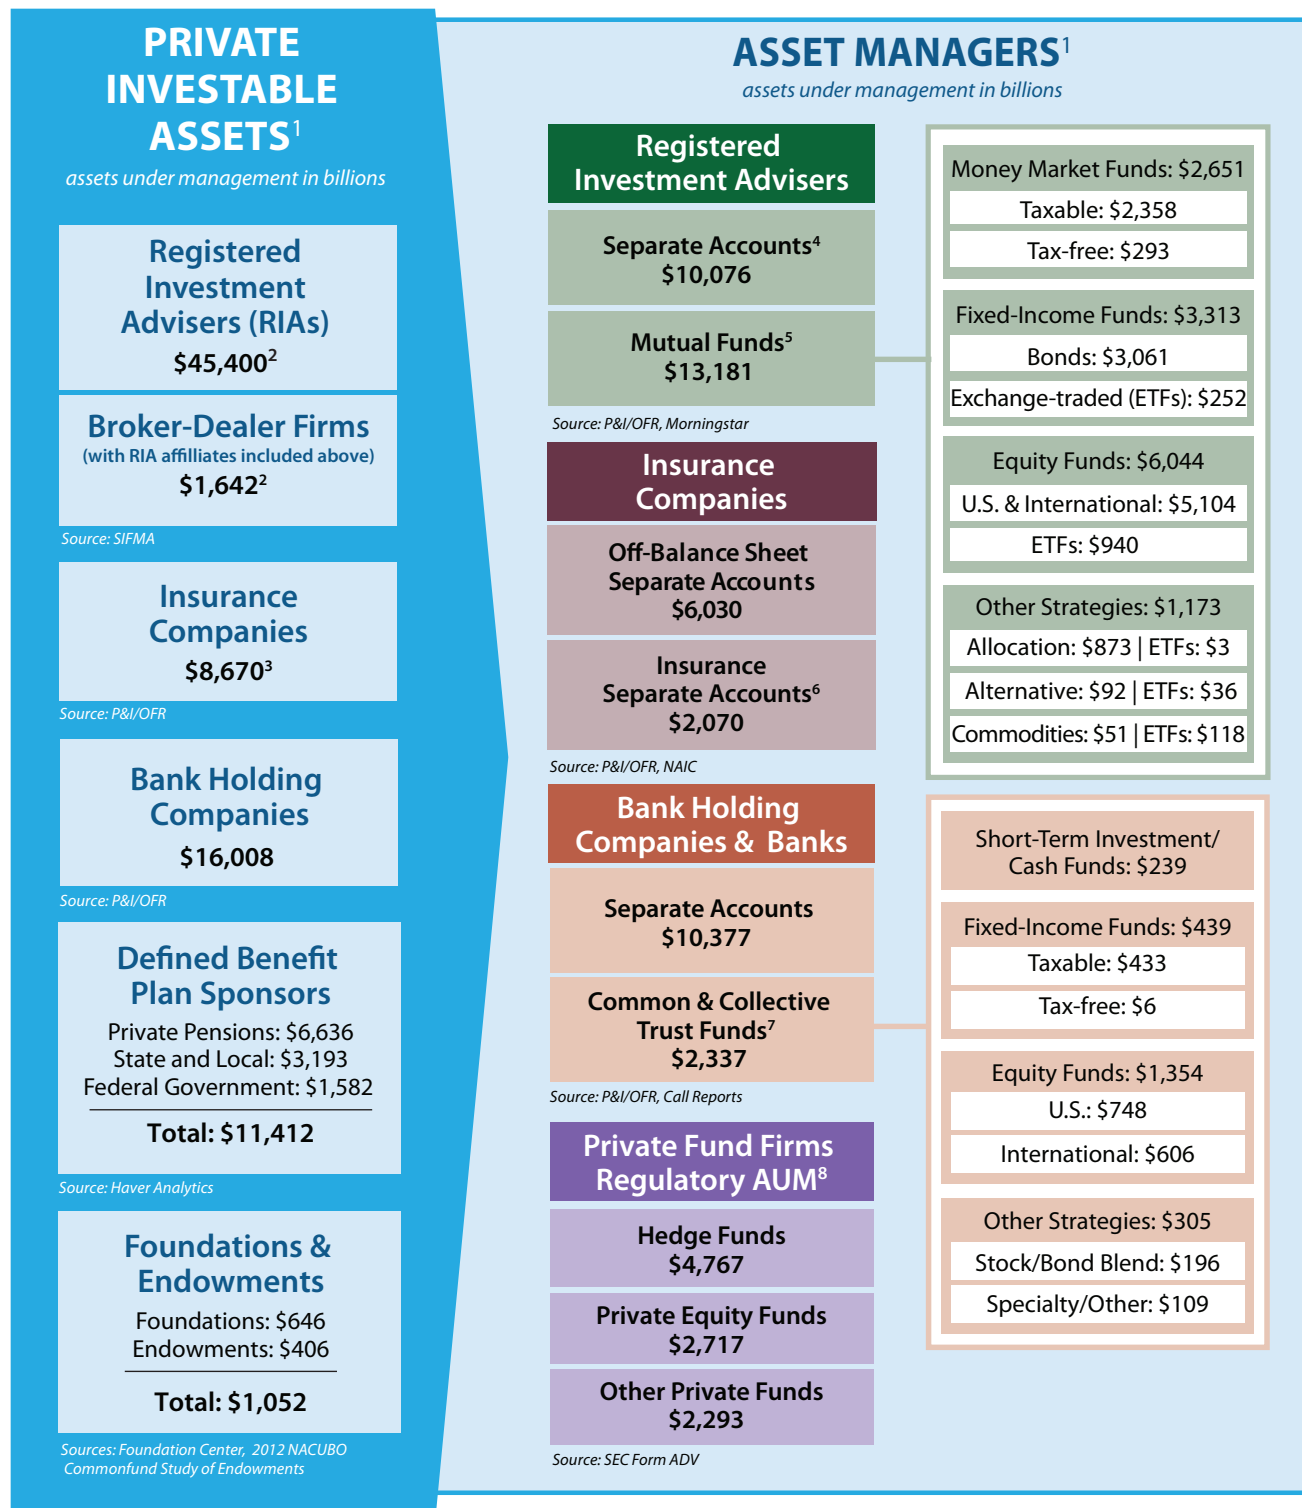 PRIVATE
INVESTABLE
ASSETS1
assets under management in billions
Registered
Investment
Advisers (RIAs)
$45,4002
Broker-Dealer Firms
(with RIA affilliates included above)
$1,6422
Source: SIFMA
Insurance
Companies
$8,6703
Source: P&I/OFR
Bank Holding
Companies
$16,008
Source: P&I/OFR
Defined Benefit
Plan Sponsors
Private Pensions: $6,636
State and Local: $3,193
Federal Government: $1,582
Total: $11,412
Source: Haver Analytics
Foundations &
Endowments
Foundations: $646
Endowments: $406
Total: $1,052
Sources: Foundation Center, 2012 NACUBO
Commonfund Study of Endowments
ASSET MANAGERS1
assets under management in billions
Registered
Investment Advisers
Separate Accounts4
$10,076
Mutual Funds5
$13,181
Source: P&I/OFR, Morningstar
Insurance
Companies
Off-Balance Sheet
Separate Accounts
$6,030
Insurance
Separate Accounts6
$2,070
Source: P&I/OFR, NAIC
Bank Holding
Companies & Banks
Separate Accounts
$10,377
Common & Collective
Trust Funds7
$2,337
Source: P&I/OFR, Call Reports
Private Fund Firms
Regulatory AUM8
Hedge Funds
$4,767
Private Equity Funds
$2,717
Other Private Funds
$2,293
Source: SEC Form ADV
Money Market Funds: $2,651
Taxable: $2,358
Tax-free: $293
Fixed-Income Funds: $3,313
Bonds: $3,061
Exchange-traded (ETFs): $252
Equity Funds: $6,044
U.S. & International: $5,104
ETFs: $940
Other Strategies: $1,173
Allocation: $873 | ETFs: $3
Alternative: $92 | ETFs: $36
Commodities: $51 | ETFs: $118
Short-Term Investment/
Cash Funds: $239
Fixed-Income Funds: $439
Taxable: $433
Tax-free: $6
Equity Funds: $1,354
U.S.: $748
International: $606
Other Strategies: $305
Stock/Bond Blend: $196
Specialty/Other: $109